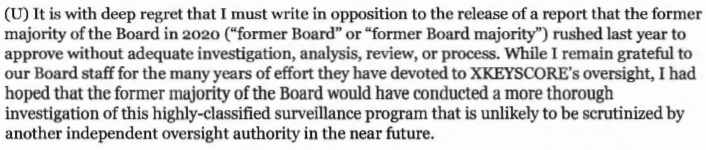 (U) It is with deep regret that I must write in opposition to the release of a report that the former
majority of the Board in 2020 (“former Board” or “former Board majority”) rushed last year to
approve without adequate investigation, analysis, review, or process. While I remain grateful to
our Board staff for the many years of effort they have devoted to XKEYSCORE’s oversight, I had
hoped that the former majority of the Board would have conducted a more thorough
investigation of this highly-classified surveillance program that is unlikely to be scrutinized by
another independent oversight authority in the near future.